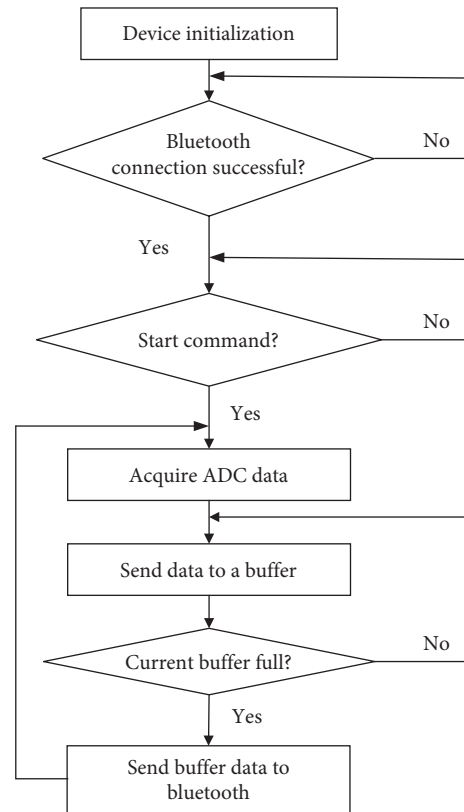 Device initialization
Bluetooth
connection successful?
No
Yes
Start command?
No
Yes
Acquire ADC data
Send data to a buffer
Current buffer full?
No
Yes
Send buffer data to
bluetooth